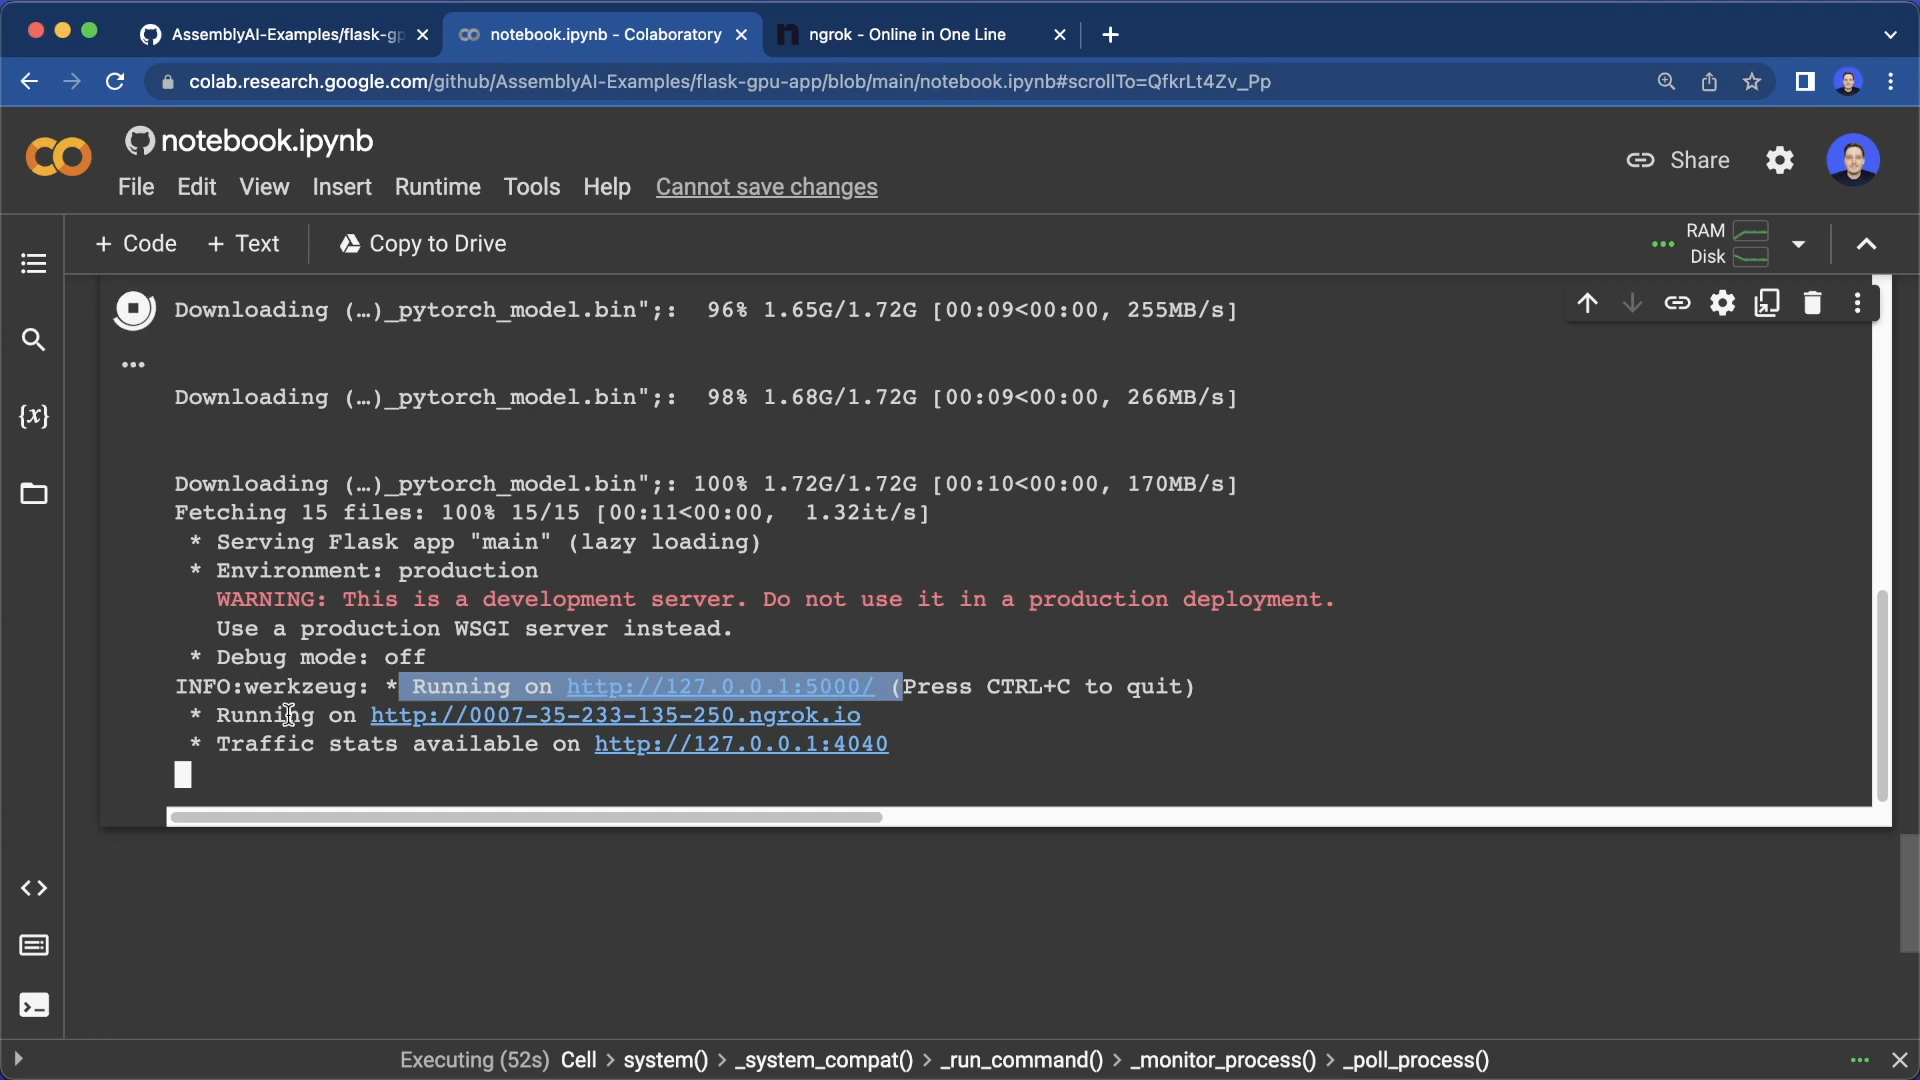 AssemblyAI-Examples/flask-gp
notebook.ipynb - Colaboratory
ngrok - Online in One Line
colab.research.google.com/github/AssemblyAI-Examples/flask-gpu-app/blob/main/notebook.ipynb#scrollTo=QfkrLt4Zv_Pp
notebook.ipynb
Share
File Edit View Insert Runtime Tools Help Cannot save changes
+ Code + Text Copy to Drive
RAM
Disk
Downloading (…)_pytorch_model.bin";: 96% 1.65G/1.72G [00:09<00:00, 255MB/s]
Downloading (…)_pytorch_model.bin";: 98% 1.68G/1.72G [00:09<00:00, 266MB/s]
{x}
Downloading (…)_pytorch_model.bin";: 100% 1.72G/1.72G [00:10<00:00, 170MB/s]
Fetching 15 files: 100% 15/15 [00:11<00:00, 1.32it/s]
* Serving Flask app "main" (lazy loading)
* Environment: production
WARNING: This is a development server. Do not use it in a production deployment.
Use a production WSGI server instead.
* Debug mode: off
INFO:werkzeug: * Running on http://127.0.0.1:5000/ (Press CTRL+C to quit)
* Running on http://0007-35-233-135-250.ngrok.io
* Traffic stats available on http://127.0.0.1:4040
Executing (52s) Cell > system() > _system_compat() > _run_command() > _monitor_process() > _poll_process()